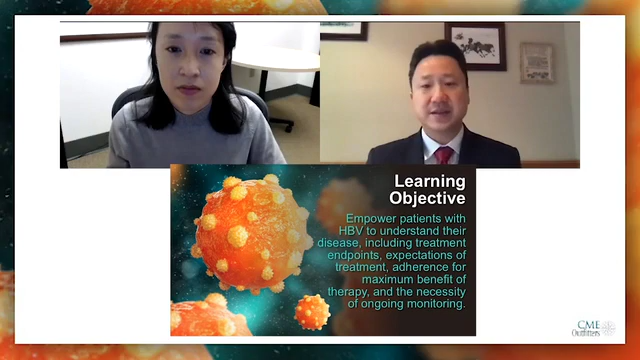 Learning
Objective
Empower patients with
HBV to understand their
disease, including treatment
endpoints, expectations of
treatment, adherence for
maximum benefit of
therapy, and the necessity
of ongoing monitoring.
CME
Outfitters